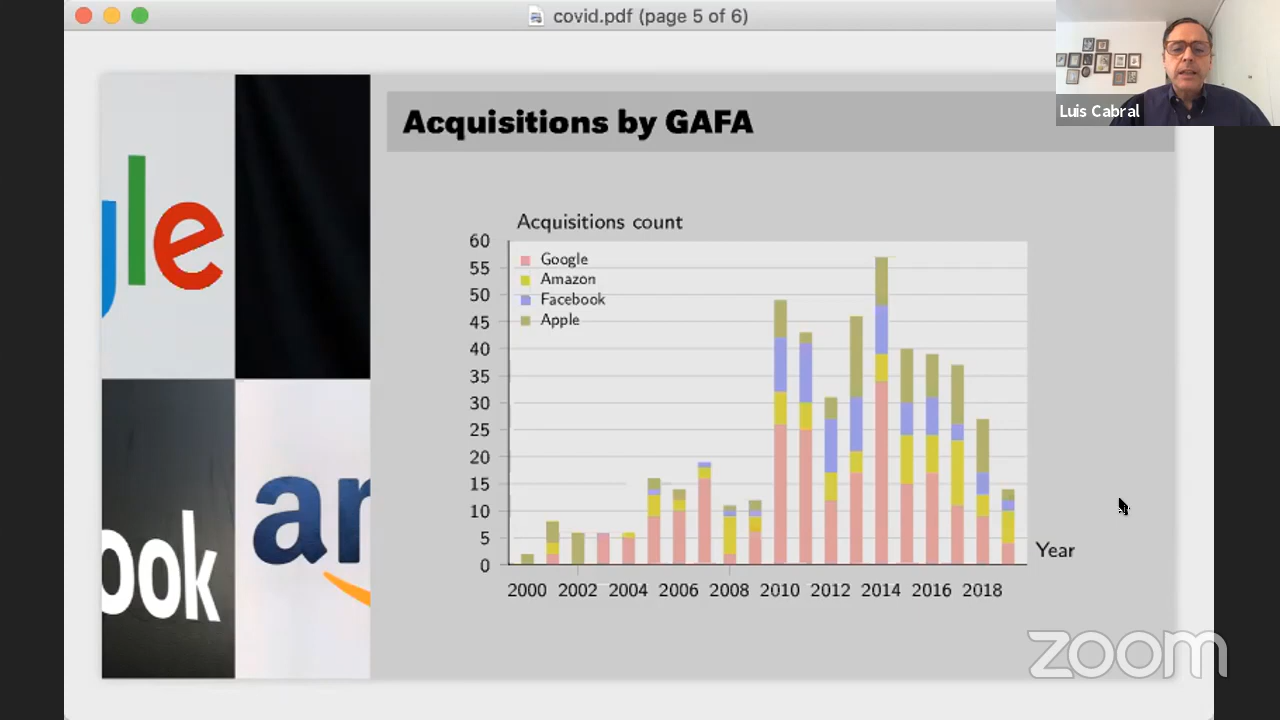 covid.pdf (page 5 of 6)
Luis Cabral
Acquisitions by GAFA
gle
ook
am
Acquisitions count
60
55
50
45
40
35
30
25
20
15
10
5
0
Google
Amazon
Facebook
Apple
2000 2002 2004 2006 2008 2010 2012 2014 2016 2018
Year
zoom